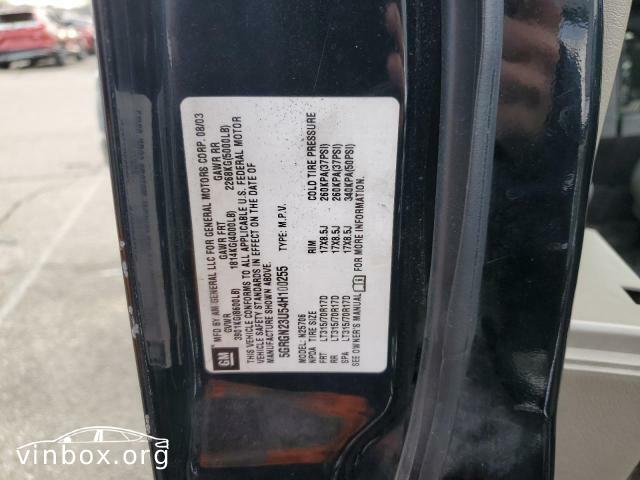 GM MFD BY AM GENERAL LLC FOR GENERAL MOTORS CORP. 08/03
GVWR GAWR FRT GAWR RR
3901KG(8600LB) 1814KG(4000LB) 2268KG(5000LB)
THIS VEHICLE CONFORMS TO ALL APPLICABLE U.S. FEDERAL MOTOR
VEHICLE SAFETY STANDARDS IN EFFECT ON THE DATE OF
MANUFACTURE SHOWN ABOVE.
5GRGN23U54H100255 TYPE: M.P.V.
MODEL: N25706
NPDA TIRE SIZE RIM COLD TIRE PRESSURE
FRT LT315/70R17D 17X8.5J 260KPA(37PSI)
RR LT315/70R17D 17X8.5J 260KPA(37PSI)
SPA LT315/70R17D 17X8.5J 340KPA(50PSI)
SEE OWNER'S MANUAL FOR MORE INFORMATION.
vinbox.org